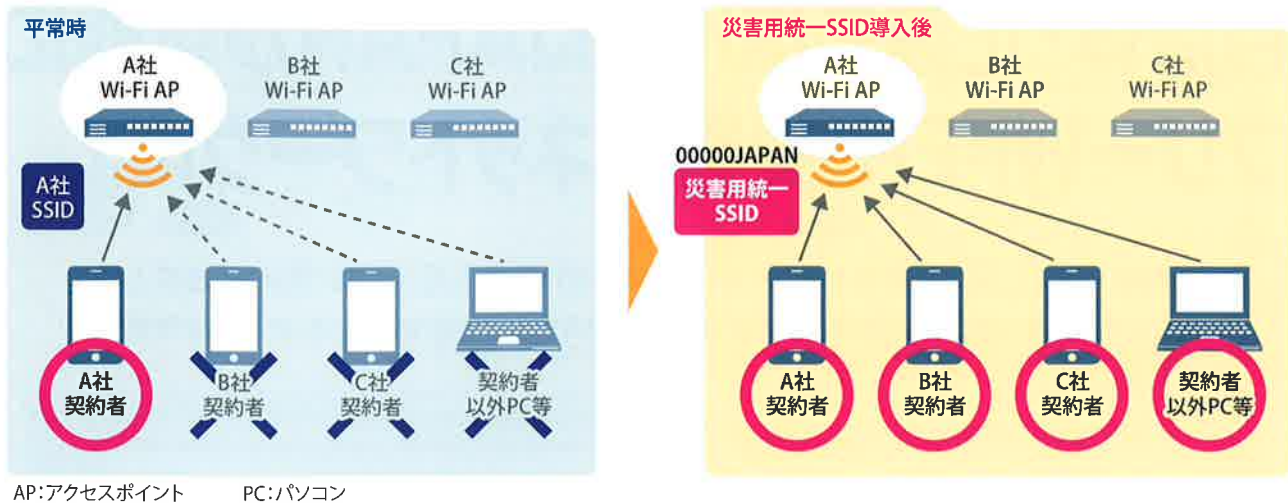 平常時
A社
Wi-Fi AP
B社
Wi-Fi AP
C社
Wi-Fi AP
A社
SSID
A社
契約者
B社
契約者
C社
契約者
契約者
以外PC等
災害用統一SSID導入後
A社
Wi-Fi AP
B社
Wi-Fi AP
C社
Wi-Fi AP
00000JAPAN
災害用統一
SSID
A社
契約者
B社
契約者
C社
契約者
契約者
以外PC等
AP:アクセスポイント PC:パソコン